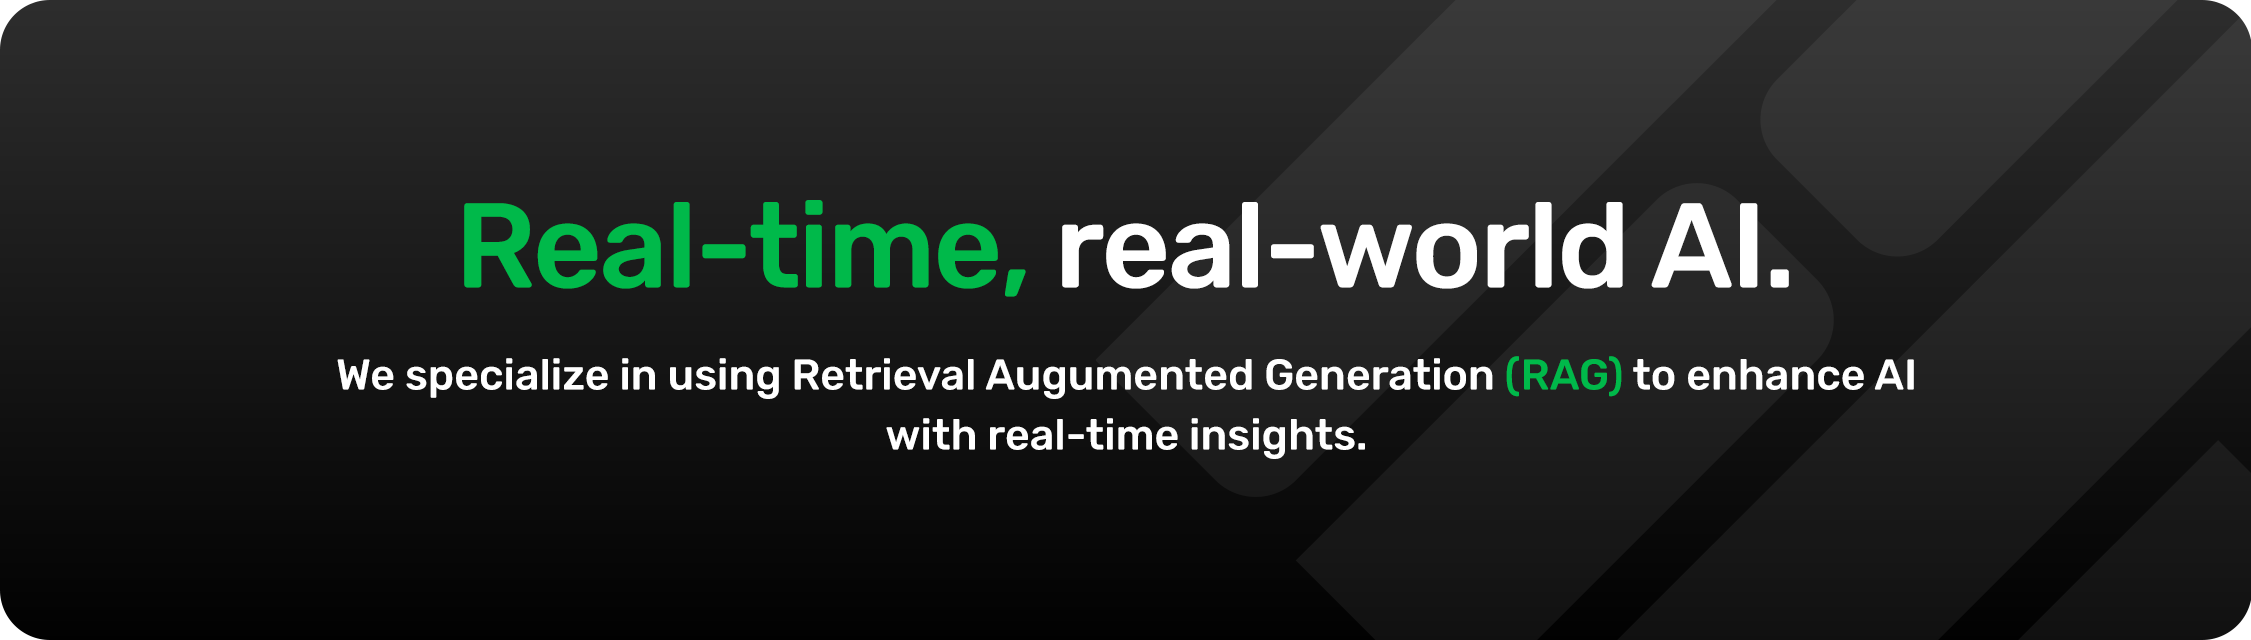 Real-time, real-world AI.
We specialize in using Retrieval Augumented Generation (RAG) to enhance AI
with real-time insights.